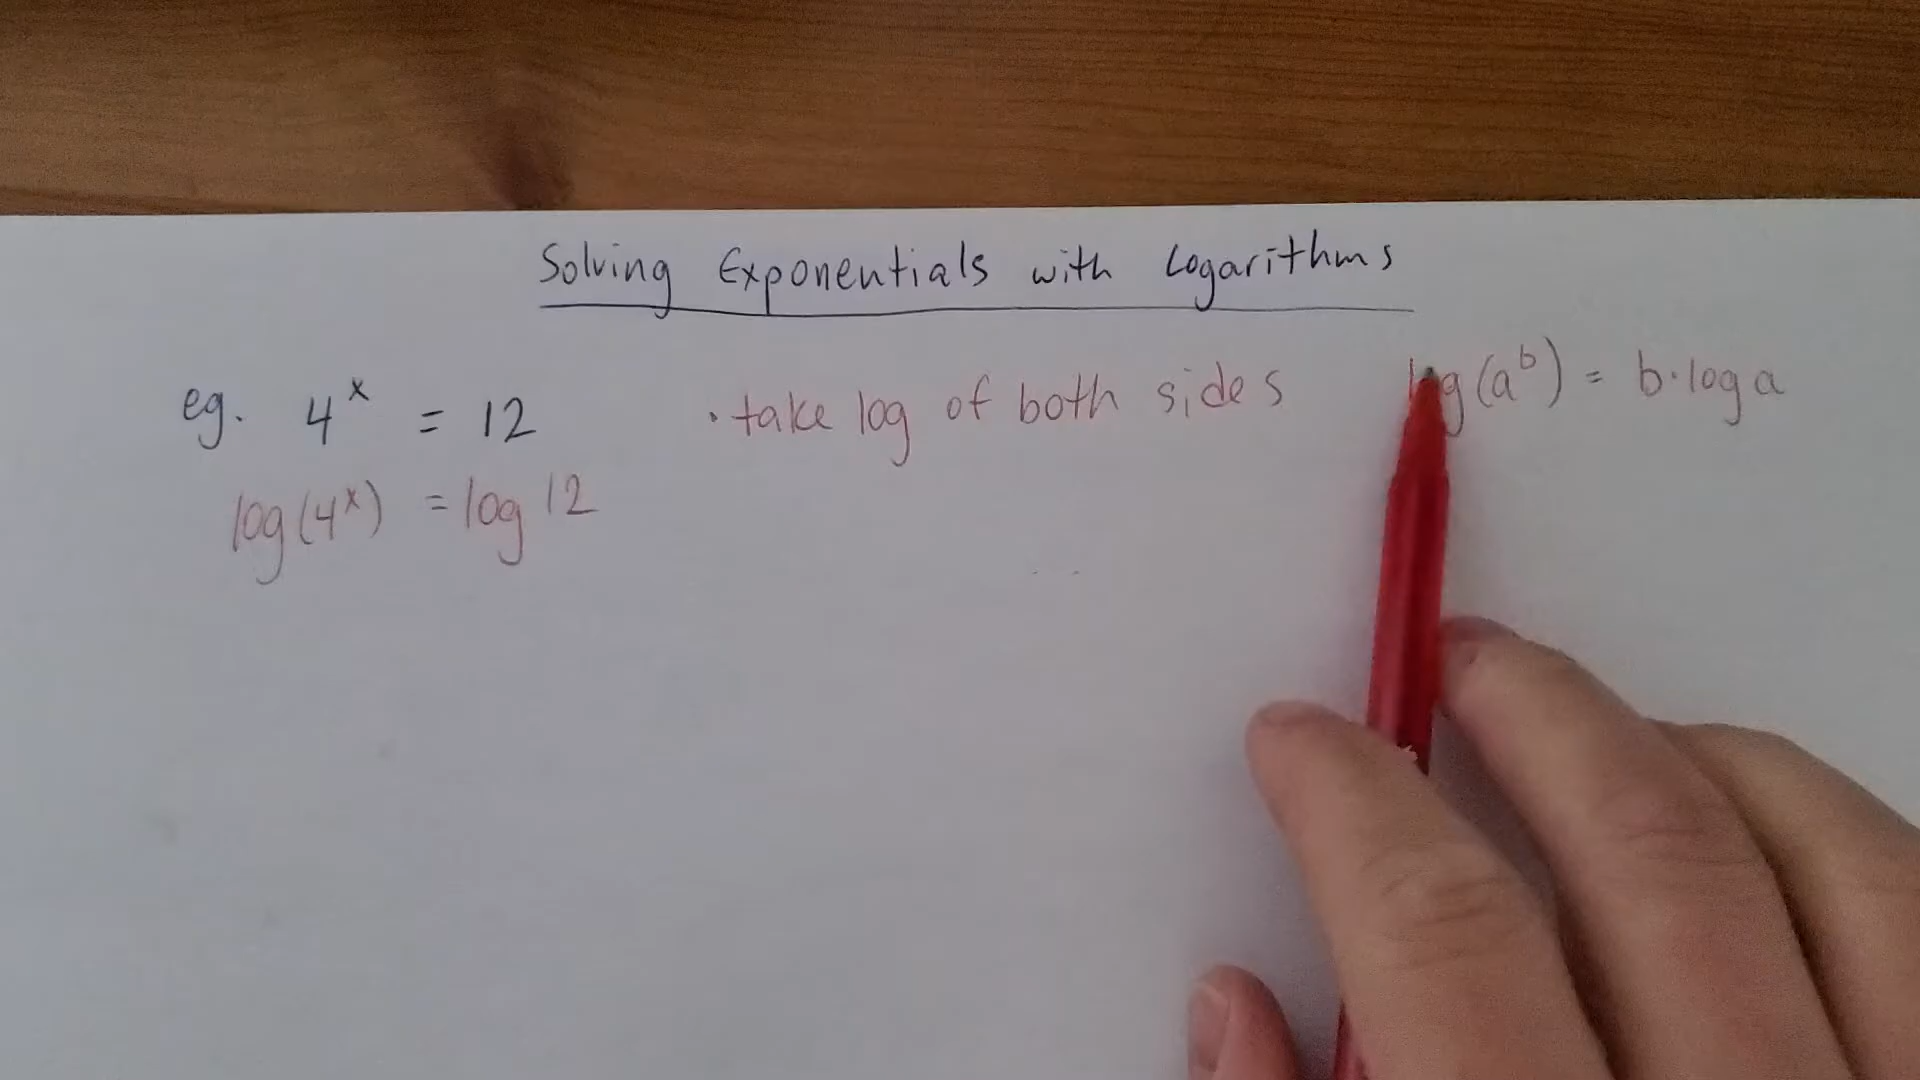 Solving Exponentials with Logarithms
eg. 4^x = 12 · take log of both sides log(a^b) = b·log a
log(4^x) = log 12